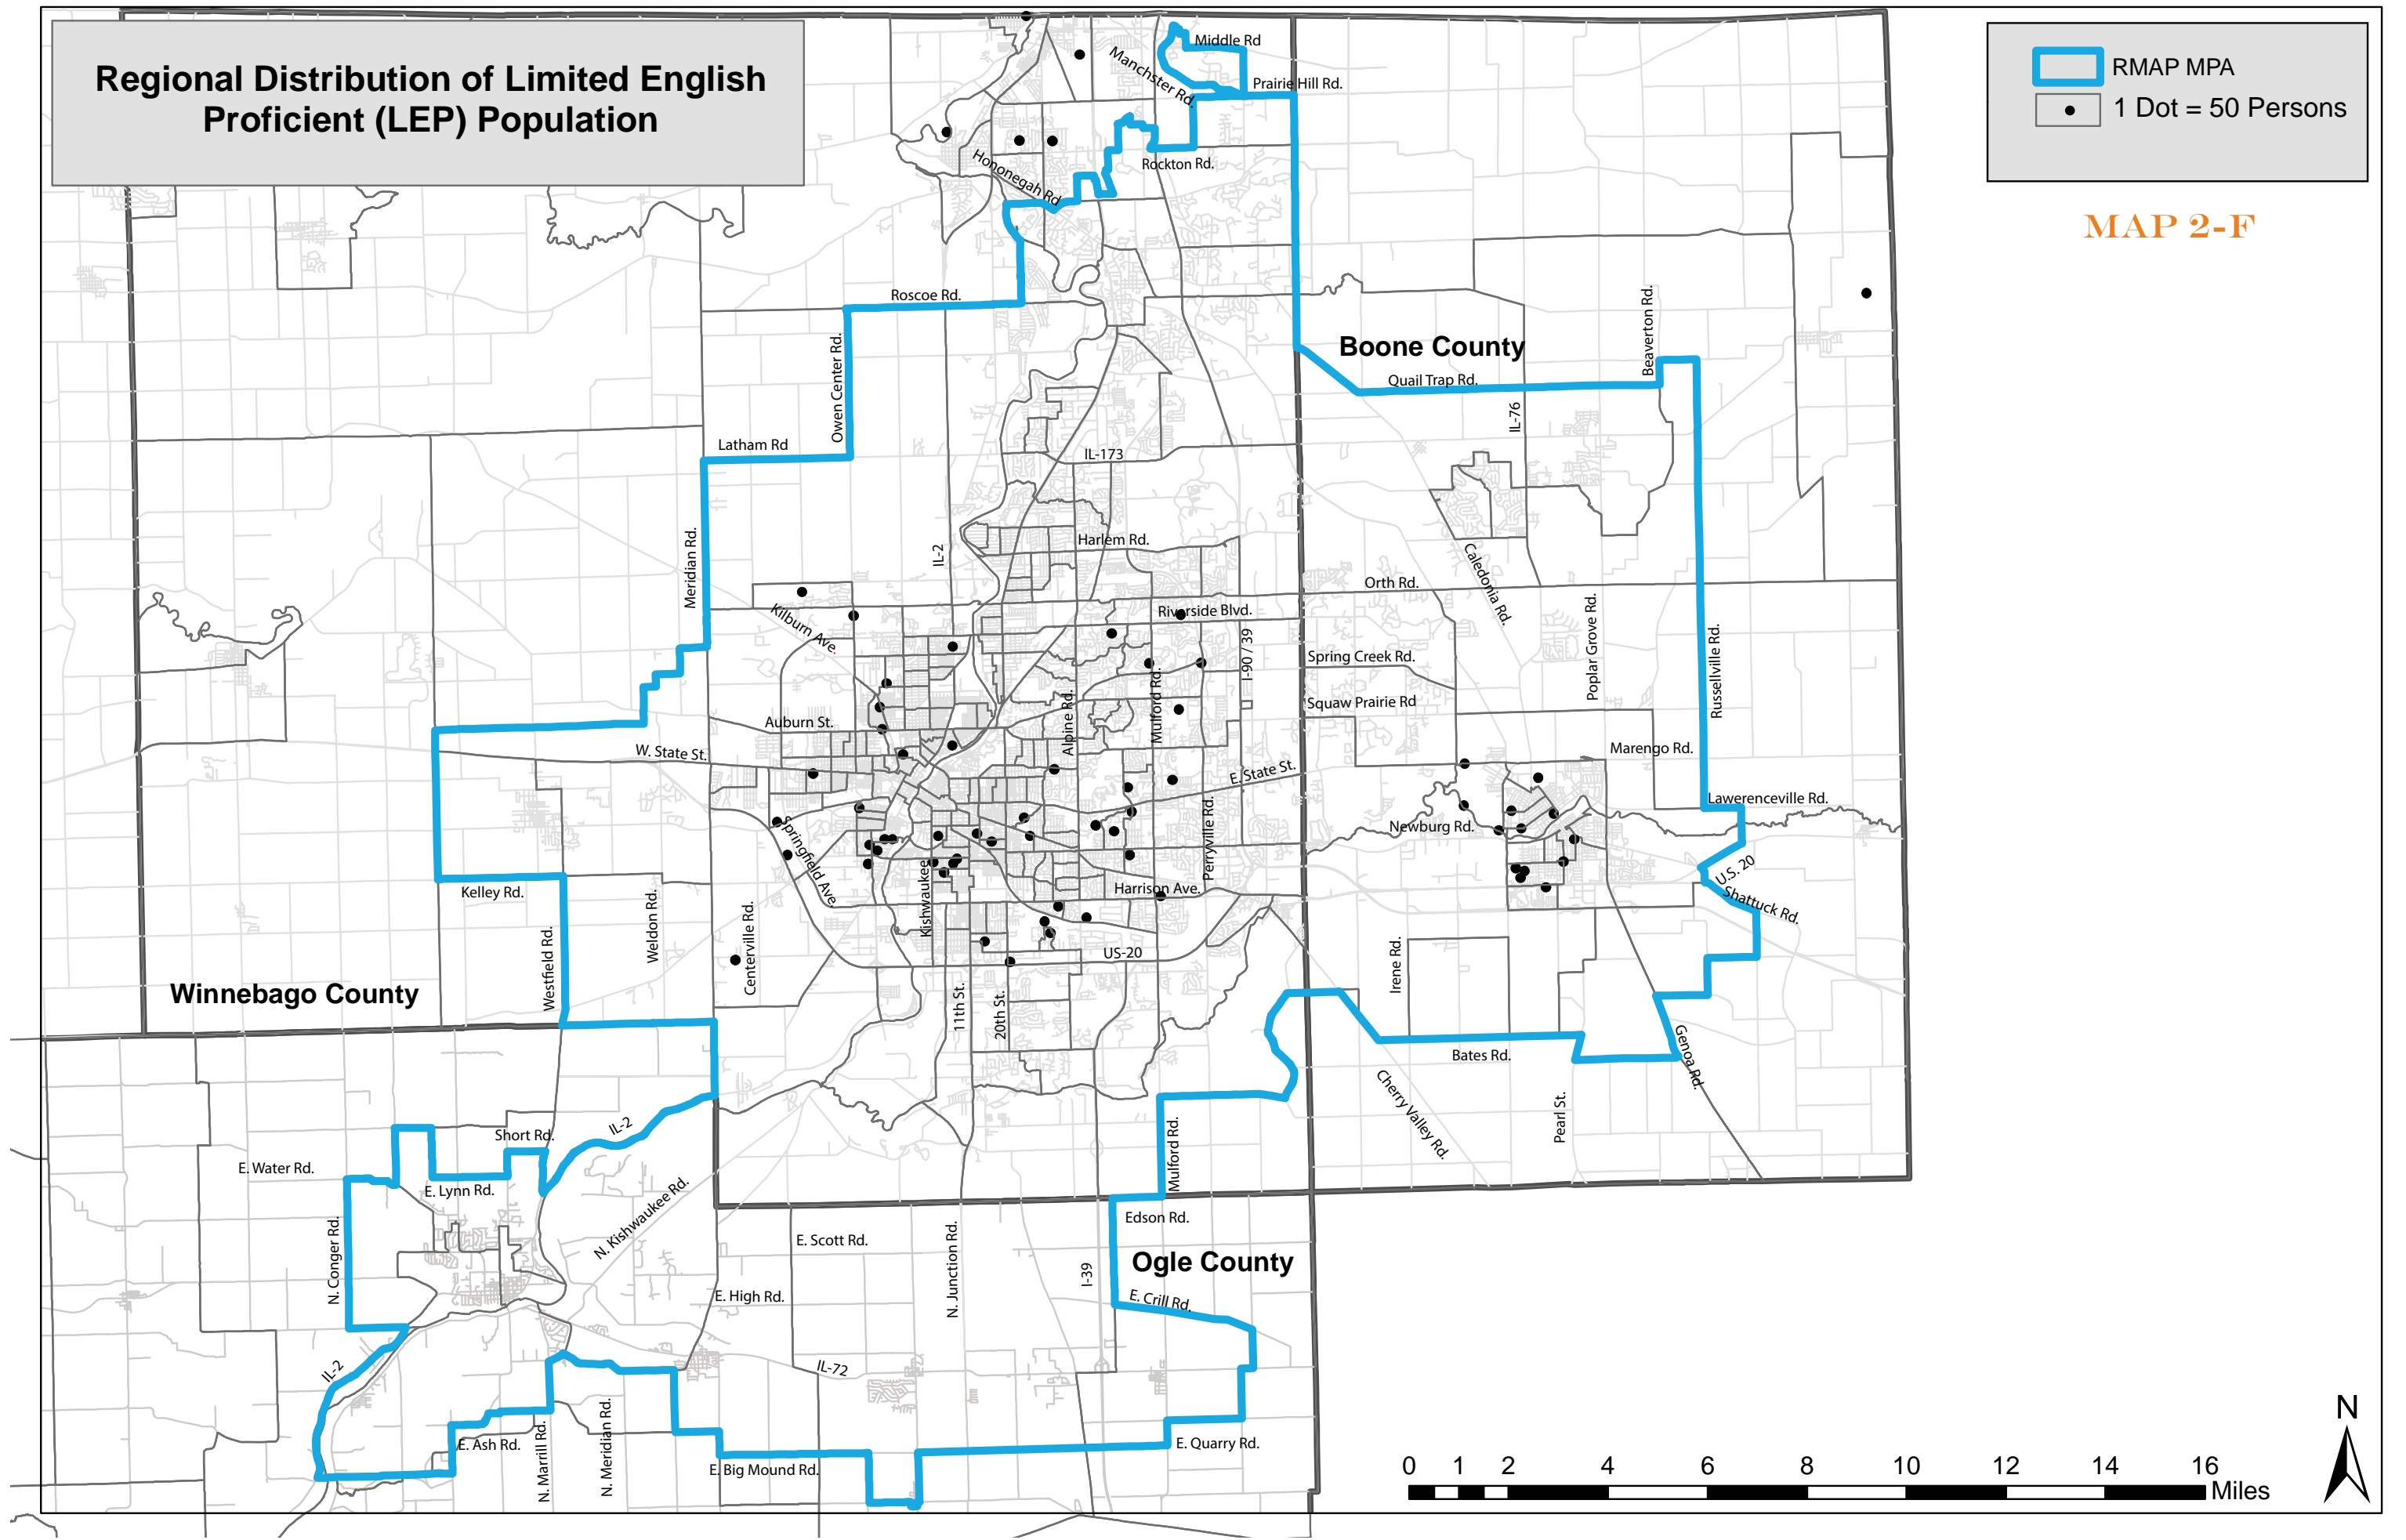 Regional Distribution of Limited English
Proficient (LEP) Population
RMAP MPA
1 Dot = 50 Persons
MAP 2-F
Middle Rd
Manchster Rd.
Prairie Hill Rd.
Rockton Rd.
Hononegah Rd
Roscoe Rd.
Owen Center Rd.
Boone County
Beaverton Rd.
Quail Trap Rd.
IL-76
Latham Rd
IL-173
Meridian Rd.
IL-2
Harlem Rd.
Caledonia Rd.
Orth Rd.
Kilburn Ave.
Riverside Blvd.
I-90 / 39
Poplar Grove Rd.
Russellville Rd.
Spring Creek Rd.
Squaw Prairie Rd
Alpine Rd.
Mulford Rd.
Auburn St.
W. State St.
Marengo Rd.
E. State St.
Lawerenceville Rd.
Springfield Ave
Perryville Rd.
Newburg Rd.
Kishwaukee
Harrison Ave.
U.S. 20
Shattuck Rd.
Kelley Rd.
Weldon Rd.
Centerville Rd.
Westfield Rd.
US-20
Irene Rd.
Winnebago County
11th St.
20th St.
Bates Rd.
Genoa Rd.
Cherry Valley Rd.
Pearl St.
IL-2
Short Rd.
E. Water Rd.
E. Lynn Rd.
Mulford Rd.
N. Kishwaukee Rd.
N. Conger Rd.
Edson Rd.
E. Scott Rd.
N. Junction Rd.
I-39
Ogle County
E. High Rd.
E. Crill Rd.
IL-72
IL-2
E. Ash Rd.
N. Marrill Rd.
N. Meridian Rd.
E. Big Mound Rd.
E. Quarry Rd.
N
0 1 2 4 6 8 10 12 14 16
Miles